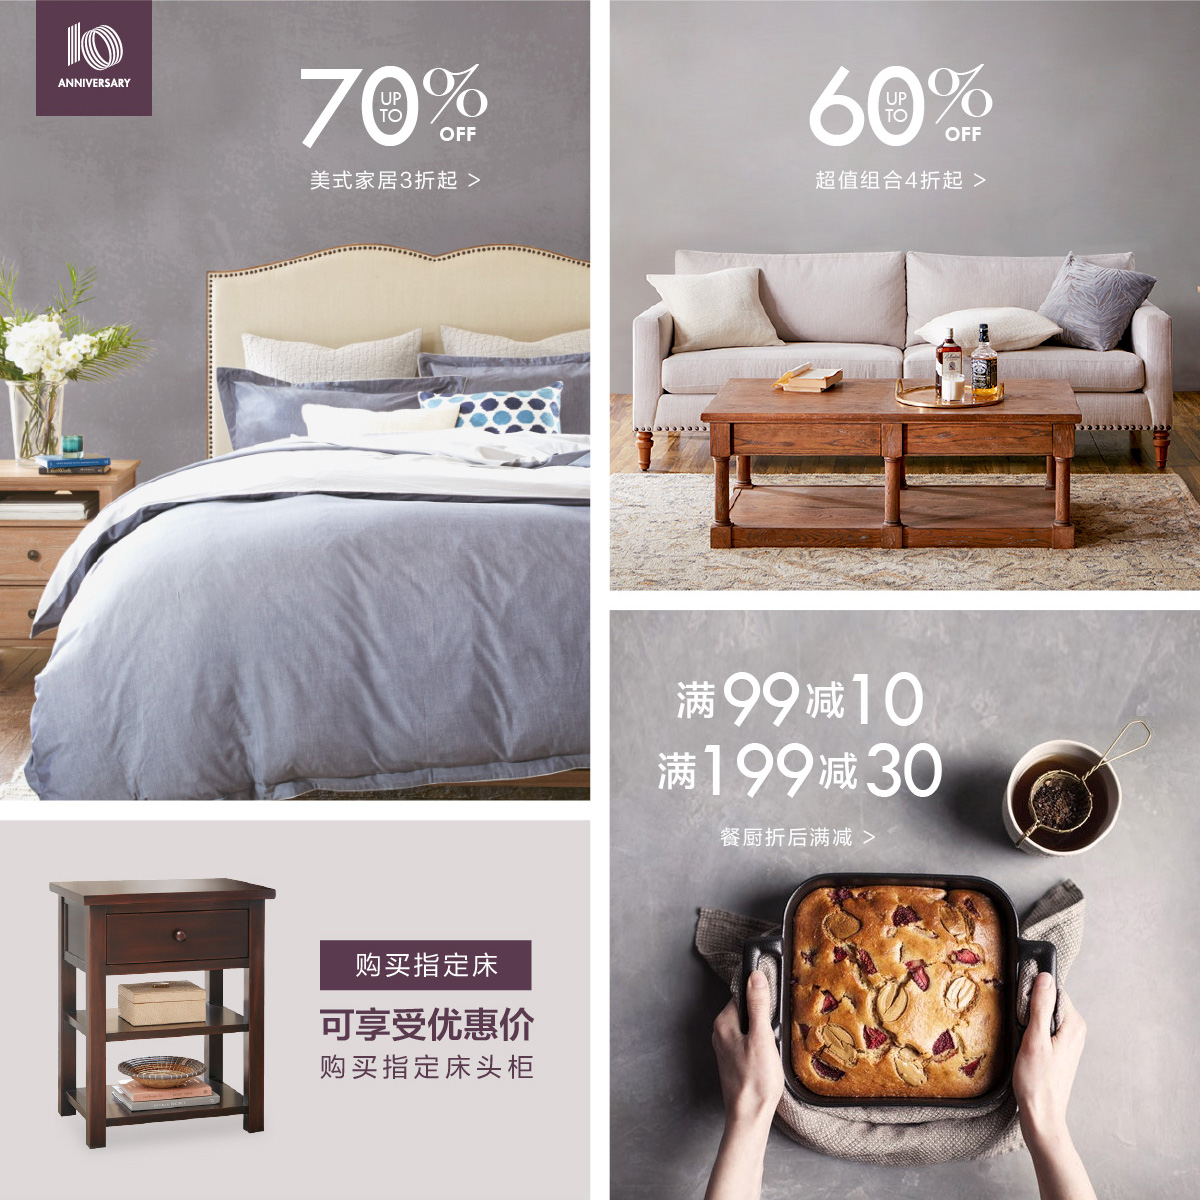 10
ANNIVERSARY
70% UP TO OFF
美式家居3折起 >
60% UP TO OFF
超值组合4折起 >
满99减10
满199减30
餐厨折后满减 >
购买指定床
可享受优惠价
购买指定床头柜